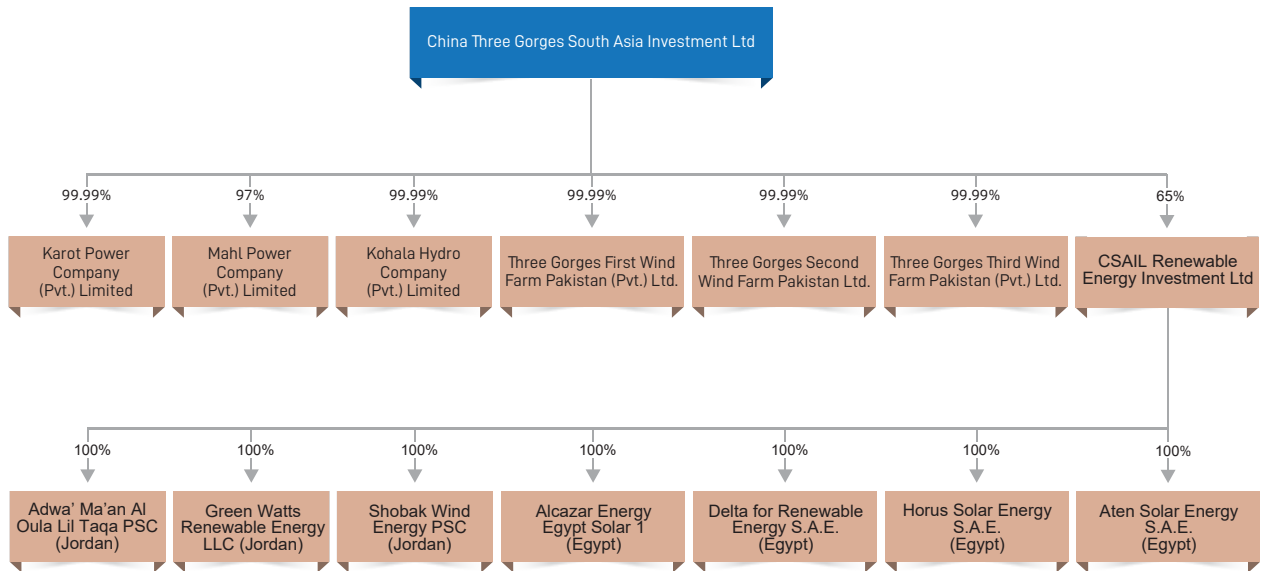 China Three Gorges South Asia Investment Ltd
99.99%
97%
99.99%
99.99%
99.99%
99.99%
65%
Karot Power
Company
(Pvt.) Limited
Mahl Power
Company
(Pvt.) Limited
Kohala Hydro
Company
(Pvt.) Limited
Three Gorges First Wind
Farm Pakistan (Pvt.) Ltd.
Three Gorges Second
Wind Farm Pakistan Ltd.
Three Gorges Third Wind
Farm Pakistan (Pvt.) Ltd.
CSAIL Renewable
Energy Investment Ltd
100%
100%
100%
100%
100%
100%
100%
Adwa’ Ma’an Al
Oula Lil Taqa PSC
(Jordan)
Green Watts
Renewable Energy
LLC (Jordan)
Shobak Wind
Energy PSC
(Jordan)
Alcazar Energy
Egypt Solar 1
(Egypt)
Delta for Renewable
Energy S.A.E.
(Egypt)
Horus Solar Energy
S.A.E.
(Egypt)
Aten Solar Energy
S.A.E.
(Egypt)